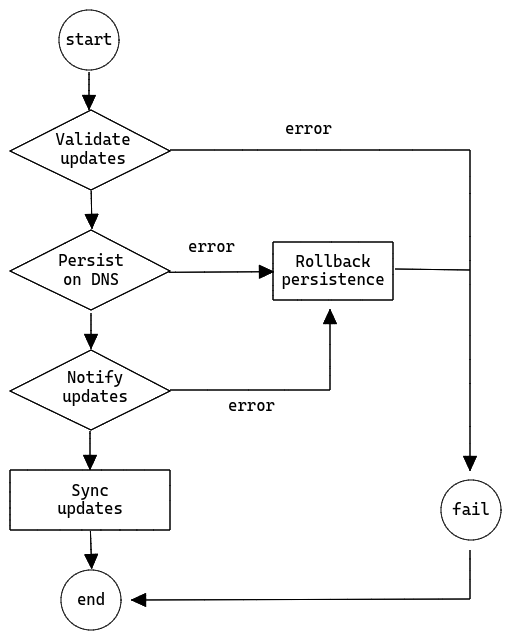 start
error
Validate
updates
error
Persist
on DNS
Rollback
persistence
Notify
updates
error
Sync
updates
fail
end